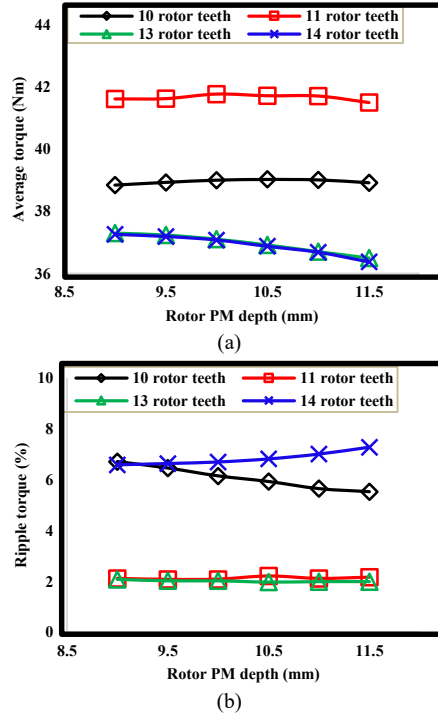 10 rotor teeth
11 rotor teeth
13 rotor teeth
14 rotor teeth
44
42
40
38
36
Average torque (Nm)
8.5
9.5
10.5
11.5
Rotor PM depth (mm)
(a)
10 rotor teeth
11 rotor teeth
13 rotor teeth
14 rotor teeth
10
8
6
4
2
0
Ripple torque (%)
8.5
9.5
10.5
11.5
Rotor PM depth (mm)
(b)